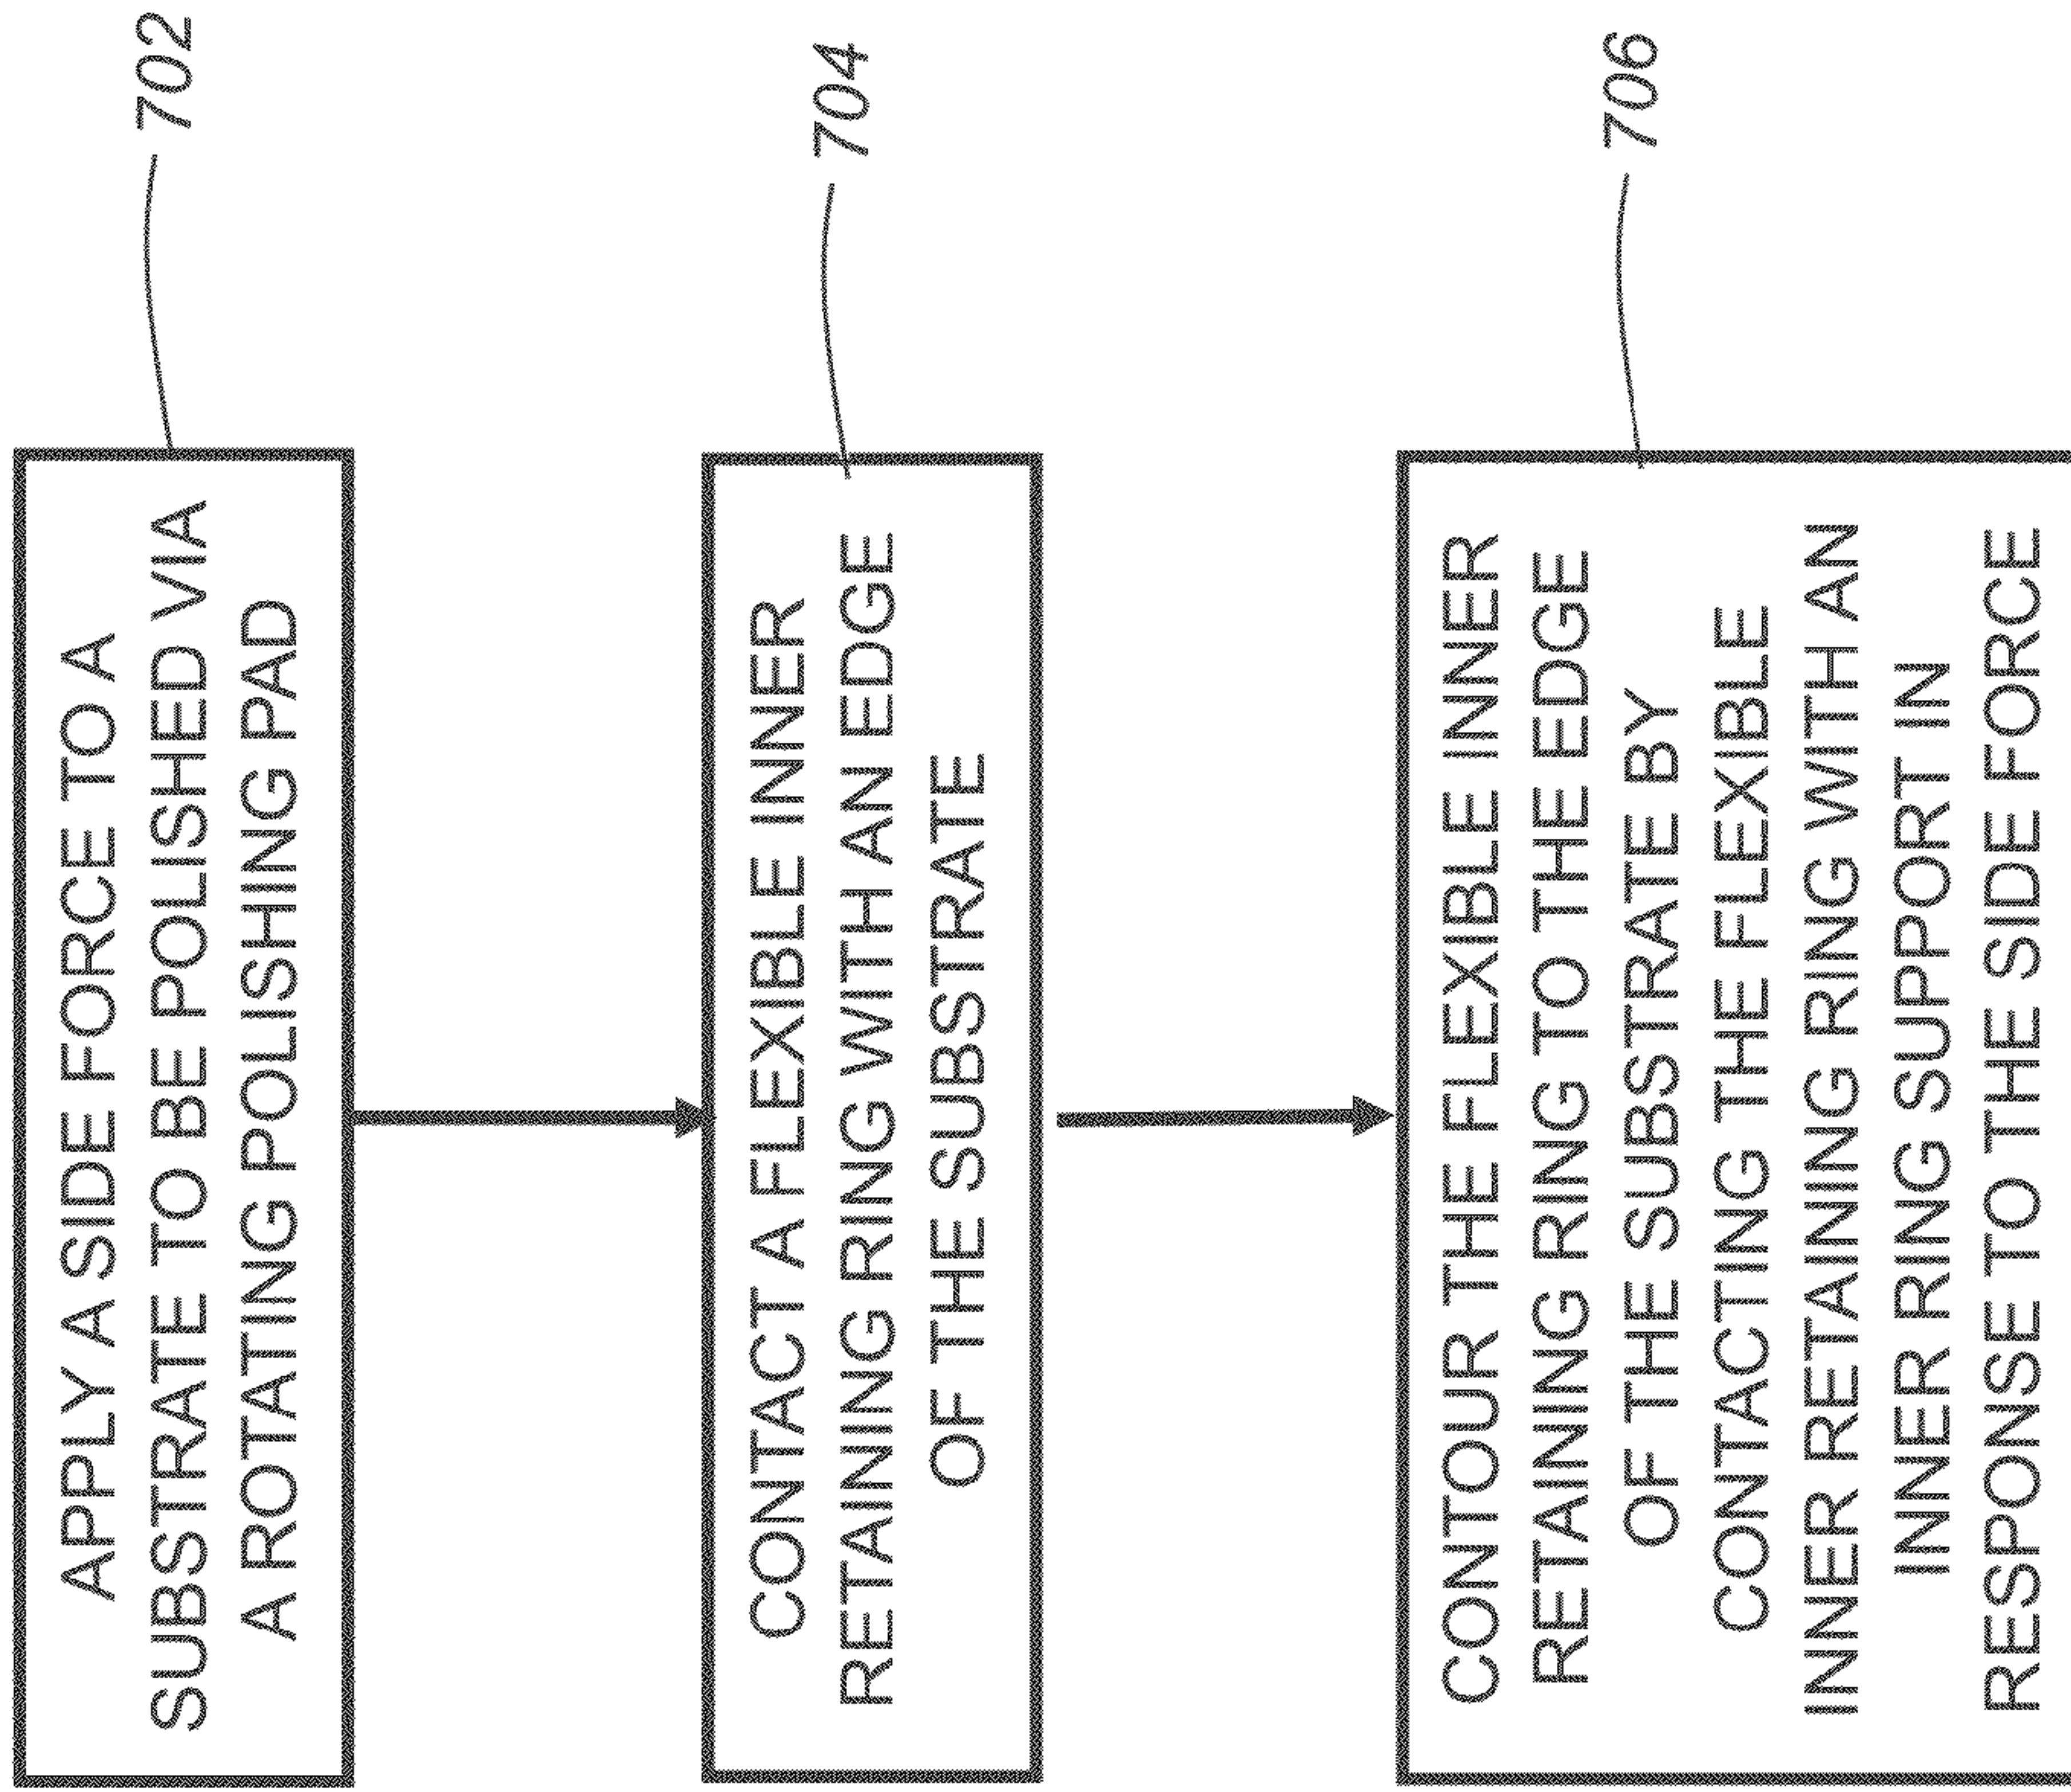 APPLY A SIDE FORCE TO A
SUBSTRATE TO BE POLISHED VIA
A ROTATING POLISHING PAD
702
CONTACT A FLEXIBLE INNER
RETAINING RING WITH AN EDGE
OF THE SUBSTRATE
704
CONTOUR THE FLEXIBLE INNER
RETAINING RING TO THE EDGE
OF THE SUBSTRATE BY
CONTACTING THE FLEXIBLE
INNER RETAINING RING WITH AN
INNER RING SUPPORT IN
RESPONSE TO THE SIDE FORCE
706